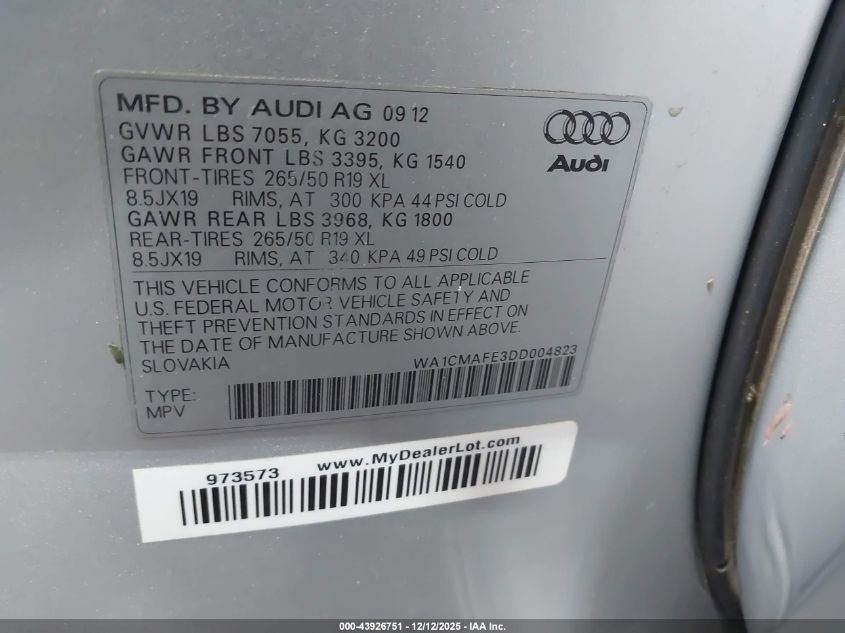 MFD. BY AUDI AG 09 12
GVWR LBS 7055, KG 3200
GAWR FRONT LBS 3395, KG 1540
FRONT-TIRES 265/50 R19 XL
8.5JX19 RIMS, AT 300 KPA 44 PSI COLD
GAWR REAR LBS 3968, KG 1800
REAR-TIRES 265/50 R19 XL
8.5JX19 RIMS, AT 340 KPA 49 PSI COLD
Audi
THIS VEHICLE CONFORMS TO ALL APPLICABLE
U.S. FEDERAL MOTOR VEHICLE SAFETY AND
THEFT PREVENTION STANDARDS IN EFFECT ON
THE DATE OF MANUFACTURE SHOWN ABOVE.
SLOVAKIA WA1CMAFE3DD004823
TYPE:
MPV
973573 www.MyDealerLot.com
000-43926751 - 12/12/2025 - IAA Inc.